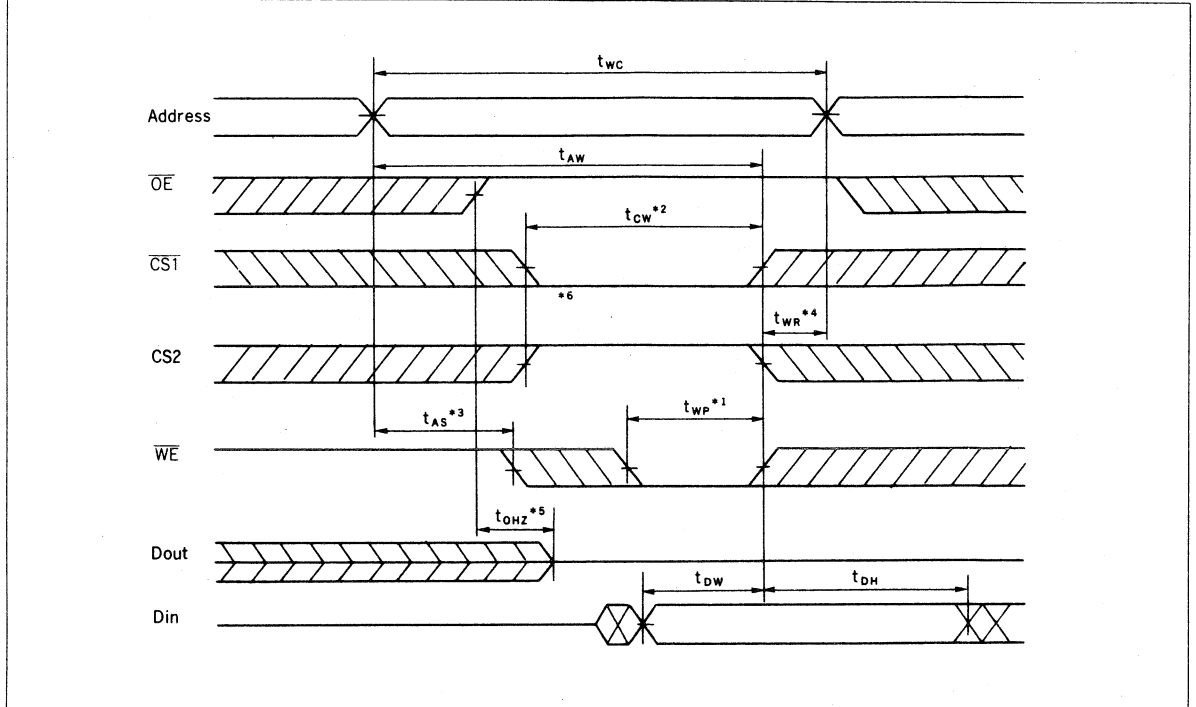 tWC
Address
tAW
OE
tCW*2
CS1
*6
tWR*4
CS2
tWP*1
tAS*3
WE
tOHZ*5
Dout
tDW
tDH
Din